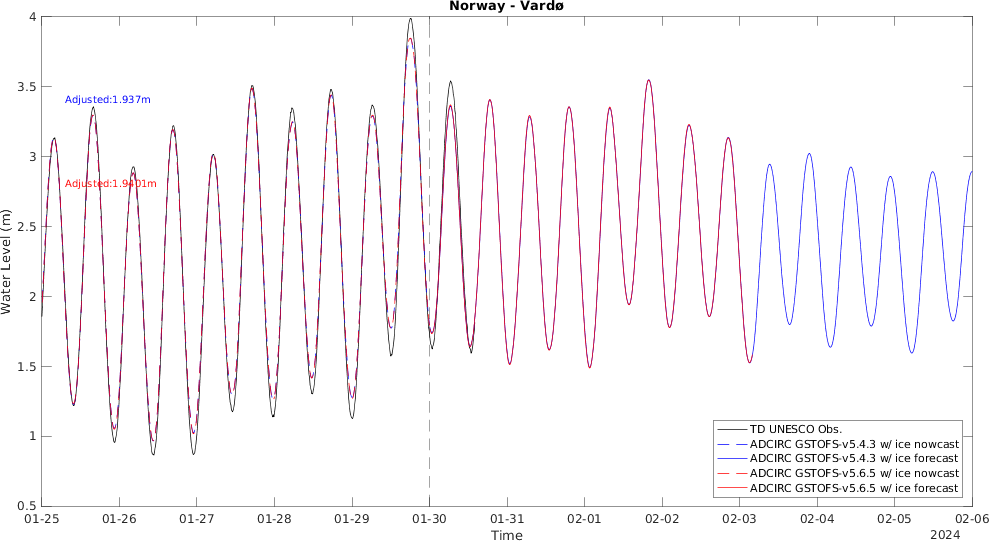 Norway - Vardø
4
3.5
3
2.5
2
1.5
1
0.5
Water Level (m)
Adjusted:1.937m
Adjusted:1.9401m
TD UNESCO Obs.
ADCIRC GSTOFS-v5.4.3 w/ ice nowcast
ADCIRC GSTOFS-v5.4.3 w/ ice forecast
ADCIRC GSTOFS-v5.6.5 w/ ice nowcast
ADCIRC GSTOFS-v5.6.5 w/ ice forecast
01-25 01-26 01-27 01-28 01-29 01-30 01-31 02-01 02-02 02-03 02-04 02-05 02-06
Time
2024